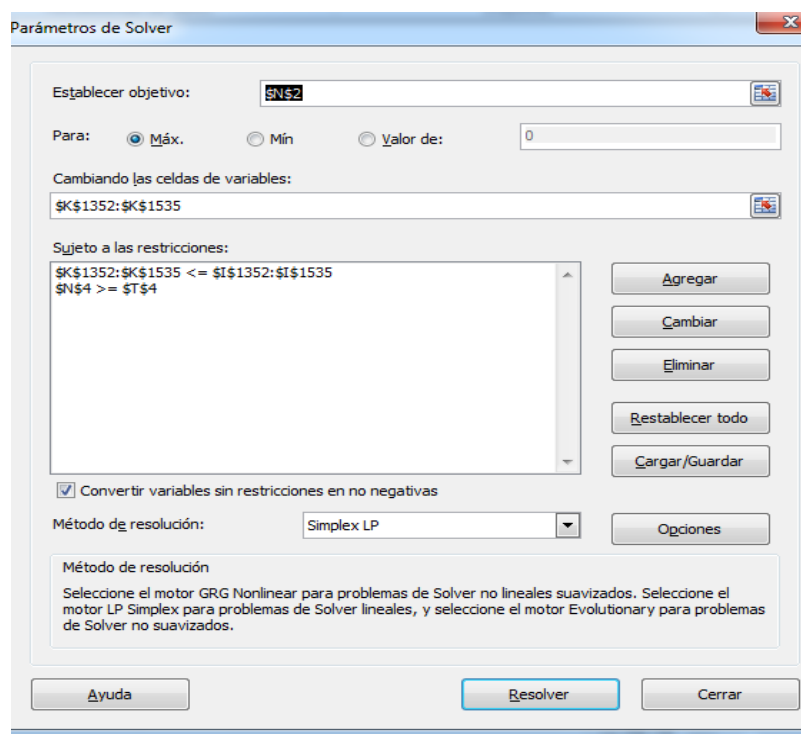 Parámetros de Solver
Establecer objetivo: $N$2
Para: Máx. Mín Valor de: 0
Cambiando las celdas de variables:
$K$1352:$K$1535
Sujeto a las restricciones:
$K$1352:$K$1535 <= $I$1352:$I$1535
$N$4 >= $T$4
Agregar
Cambiar
Eliminar
Restablecer todo
Cargar/Guardar
Convertir variables sin restricciones en no negativas
Método de resolución: Simplex LP Opciones
Método de resolución
Seleccione el motor GRG Nonlinear para problemas de Solver no lineales suavizados. Seleccione el
motor LP Simplex para problemas de Solver lineales, y seleccione el motor Evolutionary para problemas
de Solver no suavizados.
Ayuda Resolver Cerrar